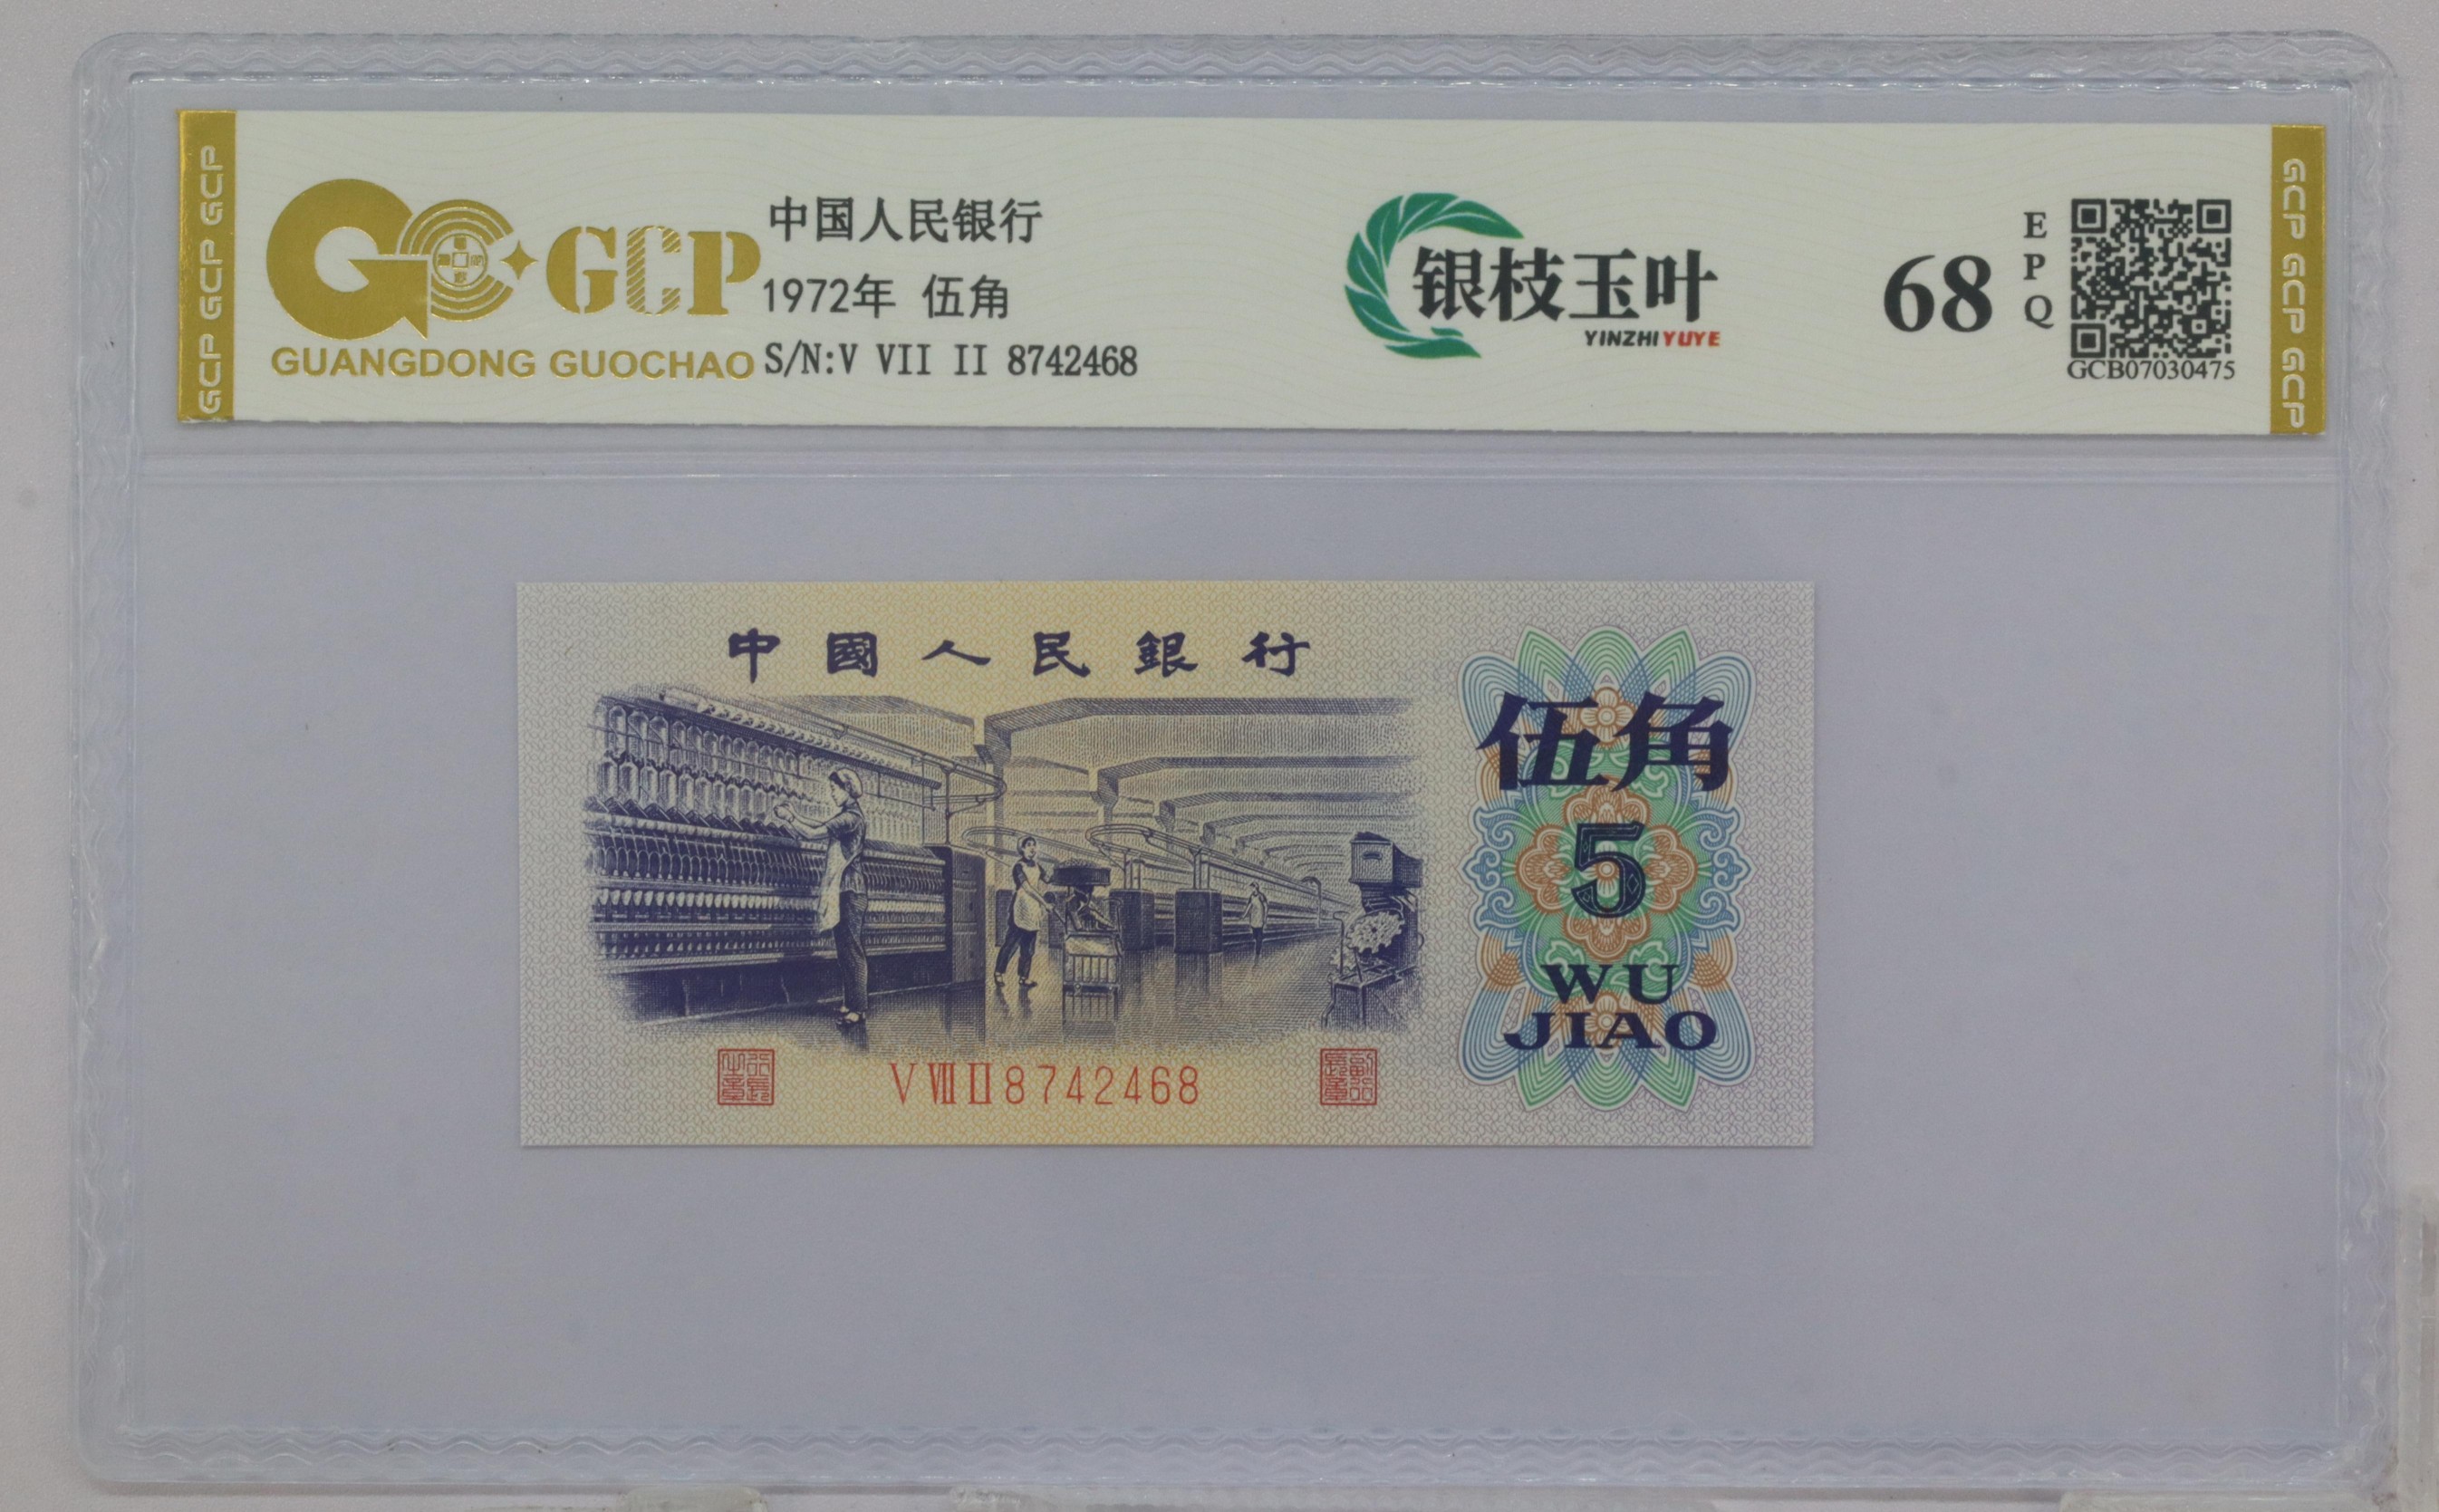 GCP GCP GCP
GCP
GUANGDONG GUOCHAO
中国人民银行
1972年 伍角
S/N:V VII II 8742468
银枝玉叶
YINZHIYUYE
68
EPQ
GCB07030475
GCP GCP GCP
中國人民銀行
伍角
5
WU
JIAO
V VII II 8742468